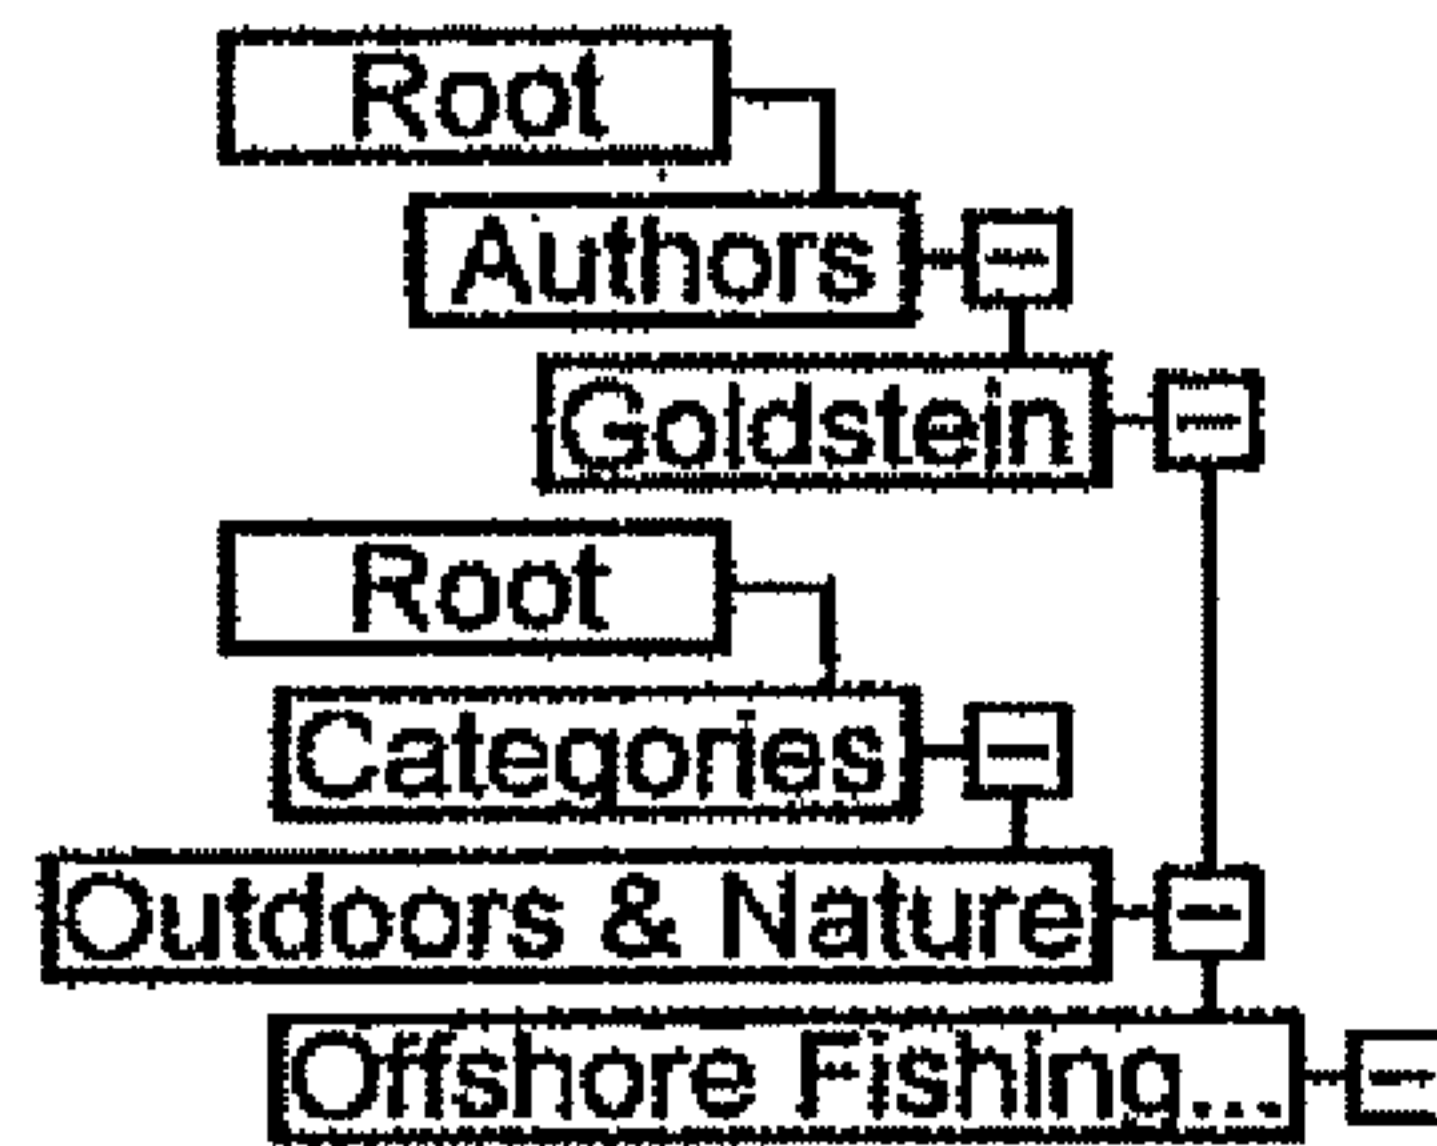 Root
Authors
Goldstein
Root
Categories
Outdoors & Nature
Offshore Fishing...